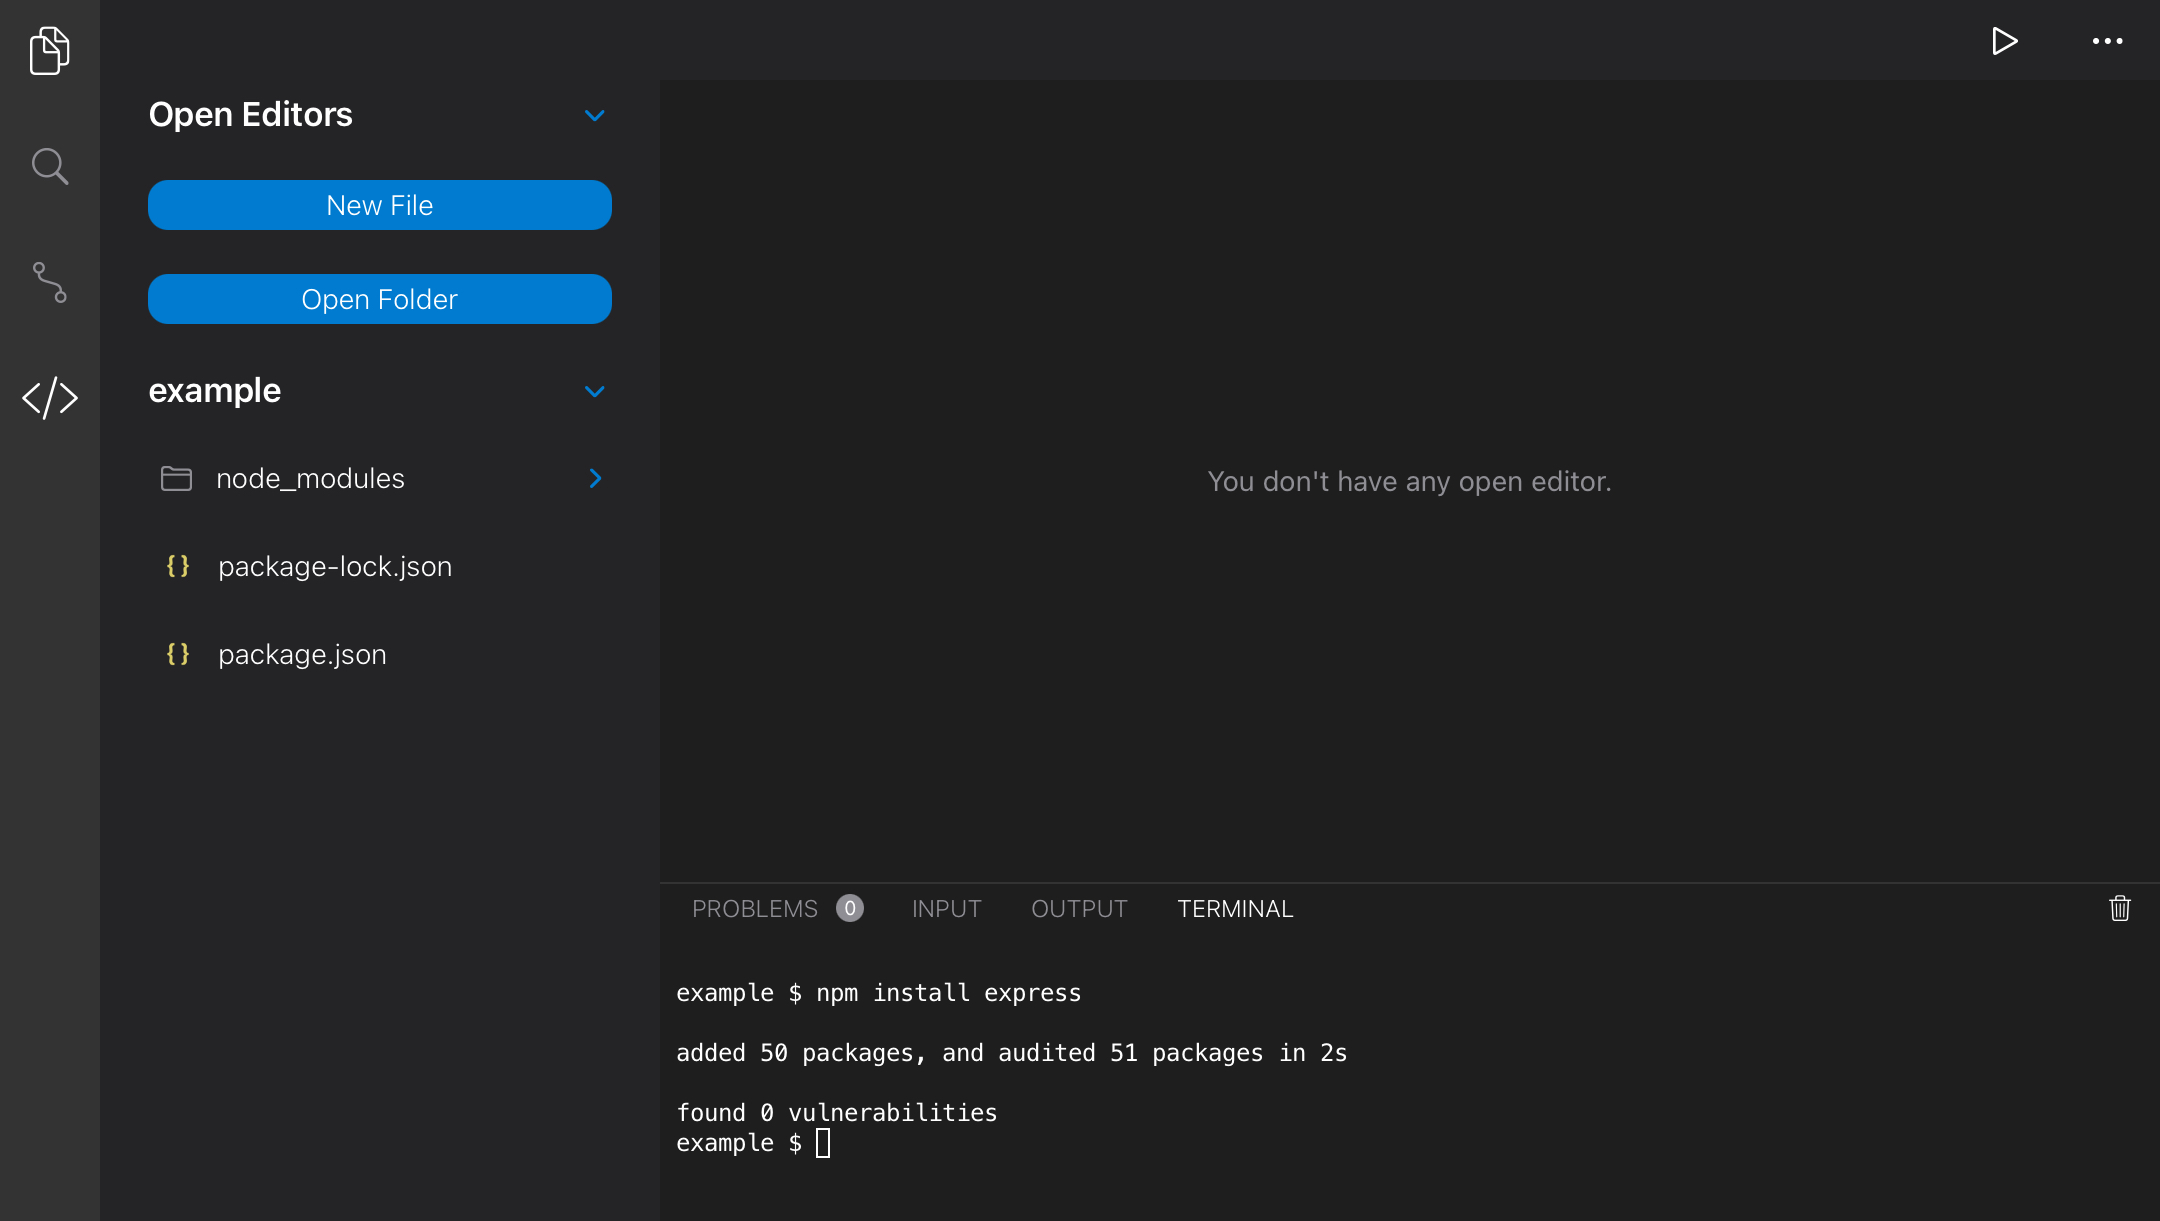 Open Editors
New File
Open Folder
example
node_modules
{} package-lock.json
{} package.json
You don't have any open editor.
PROBLEMS 0 INPUT OUTPUT TERMINAL
example $ npm install express
added 50 packages, and audited 51 packages in 2s
found 0 vulnerabilities
example $